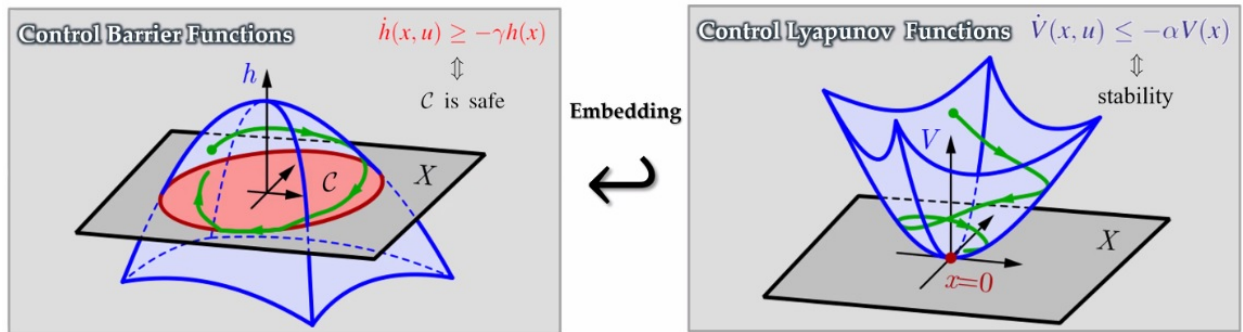 Control Barrier Functions
ḣ(x, u) ≥ −γh(x)
⇕
C is safe
h
C
X
Embedding
Control Lyapunov Functions
V̇(x, u) ≤ −αV(x)
⇕
stability
V
X
x=0